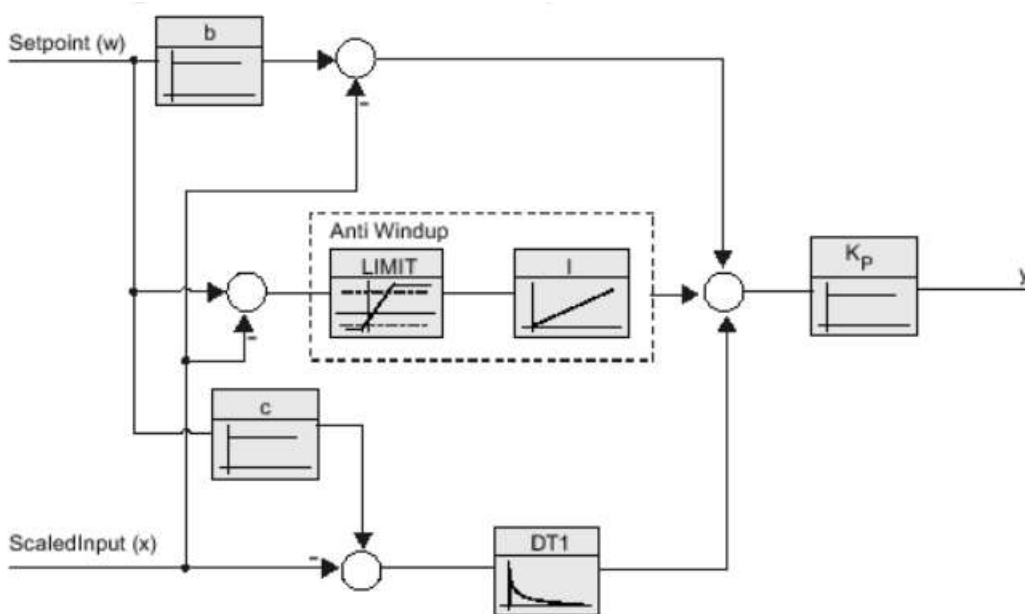 Setpoint (w)
b
-
Anti Windup
LIMIT
I
-
KP
y
c
ScaledInput (x)
-
DT1